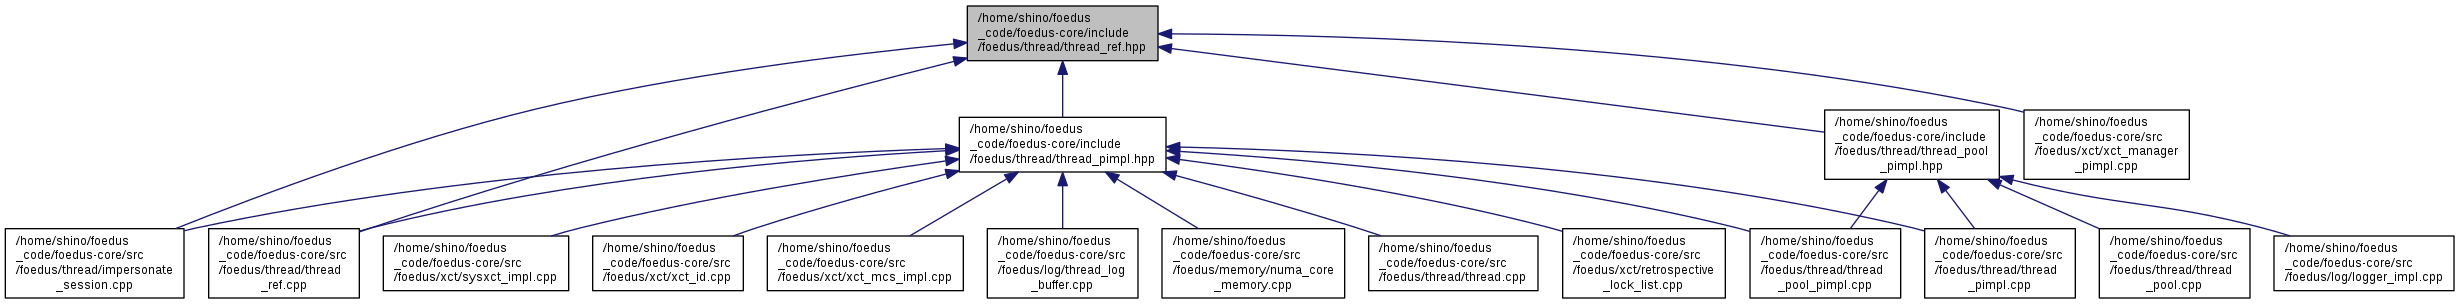 /home/shino/foedus
_code/foedus-core/include
/foedus/thread/thread_ref.hpp
/home/shino/foedus
_code/foedus-core/include
/foedus/thread/thread_pimpl.hpp
/home/shino/foedus
_code/foedus-core/include
/foedus/thread/thread_pool
_pimpl.hpp
/home/shino/foedus
_code/foedus-core/src
/foedus/xct/xct_manager
_pimpl.cpp
/home/shino/foedus
_code/foedus-core/src
/foedus/thread/impersonate
_session.cpp
/home/shino/foedus
_code/foedus-core/src
/foedus/thread/thread
_ref.cpp
/home/shino/foedus
_code/foedus-core/src
/foedus/xct/sysxct_impl.cpp
/home/shino/foedus
_code/foedus-core/src
/foedus/xct/xct_id.cpp
/home/shino/foedus
_code/foedus-core/src
/foedus/xct/xct_mcs_impl.cpp
/home/shino/foedus
_code/foedus-core/src
/foedus/log/thread_log
_buffer.cpp
/home/shino/foedus
_code/foedus-core/src
/foedus/memory/numa_core
_memory.cpp
/home/shino/foedus
_code/foedus-core/src
/foedus/thread/thread.cpp
/home/shino/foedus
_code/foedus-core/src
/foedus/xct/retrospective
_lock_list.cpp
/home/shino/foedus
_code/foedus-core/src
/foedus/thread/thread
_pool_pimpl.cpp
/home/shino/foedus
_code/foedus-core/src
/foedus/thread/thread
_pimpl.cpp
/home/shino/foedus
_code/foedus-core/src
/foedus/thread/thread
_pool.cpp
/home/shino/foedus
_code/foedus-core/src
/foedus/log/logger_impl.cpp